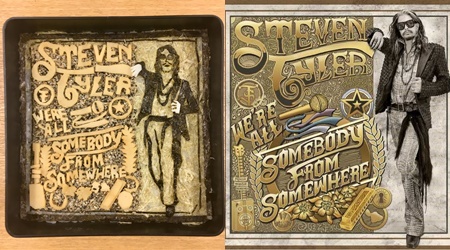 STEVEN
TYLER
WE'RE
ALL
SOMEBODY
FROM
SOMEWHERE
STEVEN
TYLER
WE'RE
ALL
SOMEBODY
FROM
SOMEWHERE